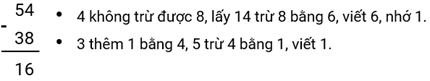 54
-
38
16
• 4 không trừ được 8, lấy 14 trừ 8 bằng 6, viết 6, nhớ 1.
• 3 thêm 1 bằng 4, 5 trừ 4 bằng 1, viết 1.